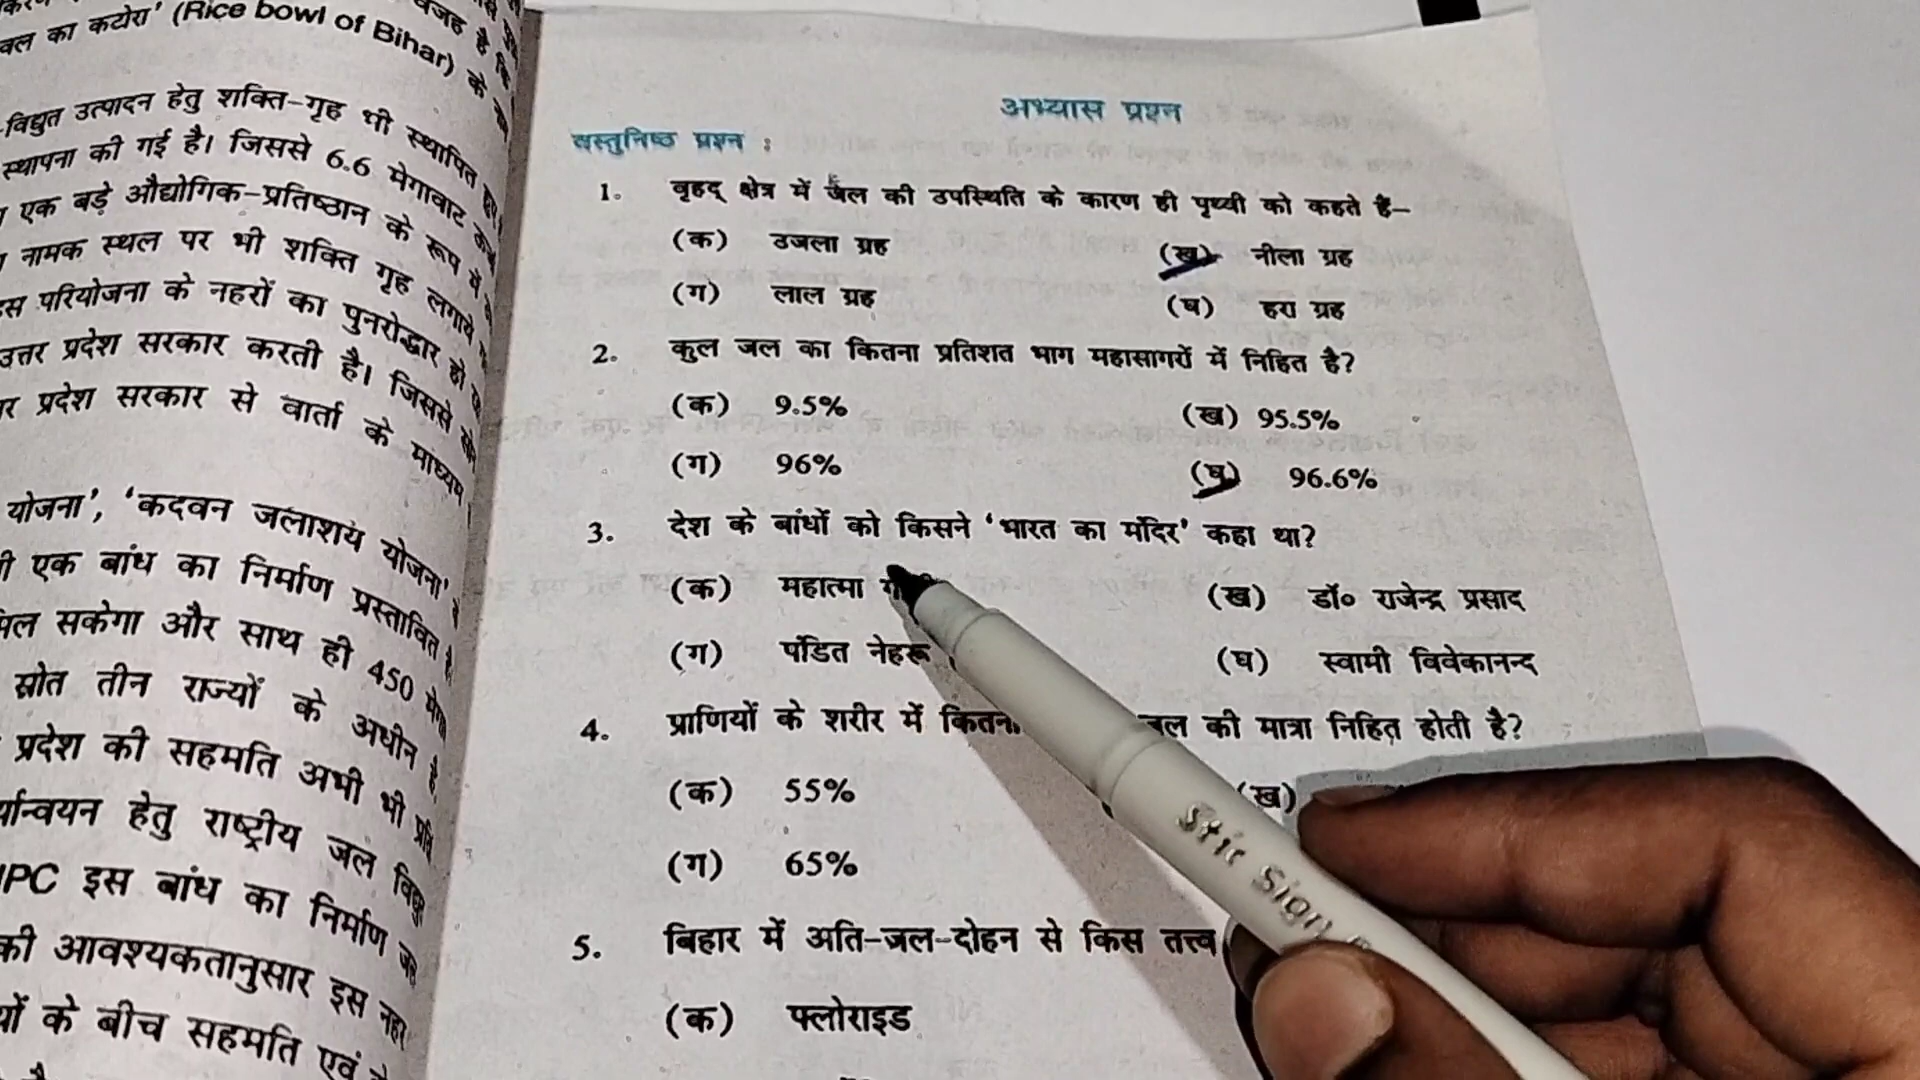 वल का कटोरा' (Rice bowl of Bihar) के
विद्युत उत्पादन हेतु शक्ति-गृह भी स्थापित
स्थापना की गई है। जिससे 6.6 मेगावाट
एक बड़े औद्योगिक-प्रतिष्ठान के रूप में
नामक स्थल पर भी शक्ति गृह लगाये
इस परियोजना के नहरों का पुनरोद्धार हो
उत्तर प्रदेश सरकार करती है। जिससे सोन
प्रदेश सरकार से वार्ता के माध्यम
योजना', 'कदवन जलाशय योजना'
एक बांध का निर्माण प्रस्तावित है
सकेगा और साथ ही 450
स्रोत तीन राज्यों के अधीन है,
प्रदेश की सहमति अभी भी
हेतु राष्ट्रीय जल विद्युत
इस बांध का निर्माण
की आवश्यकतानुसार इस नहर
के बीच सहमति एवं
अभ्यास प्रश्न
वस्तुनिष्ठ प्रश्न :
1. वृहद् क्षेत्र में जल की उपस्थिति के कारण ही पृथ्वी को कहते हैं–
(क) उजला ग्रह (ख) नीला ग्रह
(ग) लाल ग्रह (घ) हरा ग्रह
2. कुल जल का कितना प्रतिशत भाग महासागरों में निहित है?
(क) 9.5% (ख) 95.5%
(ग) 96% (घ) 96.6%
3. देश के बांधों को किसने 'भारत का मंदिर' कहा था?
(क) महात्मा (ख) डॉ० राजेन्द्र प्रसाद
(ग) पंडित नेहरू (घ) स्वामी विवेकानन्द
4. प्राणियों के शरीर में कितना जल की मात्रा निहित होती है?
(क) 55% (ख)
(ग) 65%
5. बिहार में अति-जल-दोहन से किस तत्त्व
(क) फ्लोराइड
Stic Sign